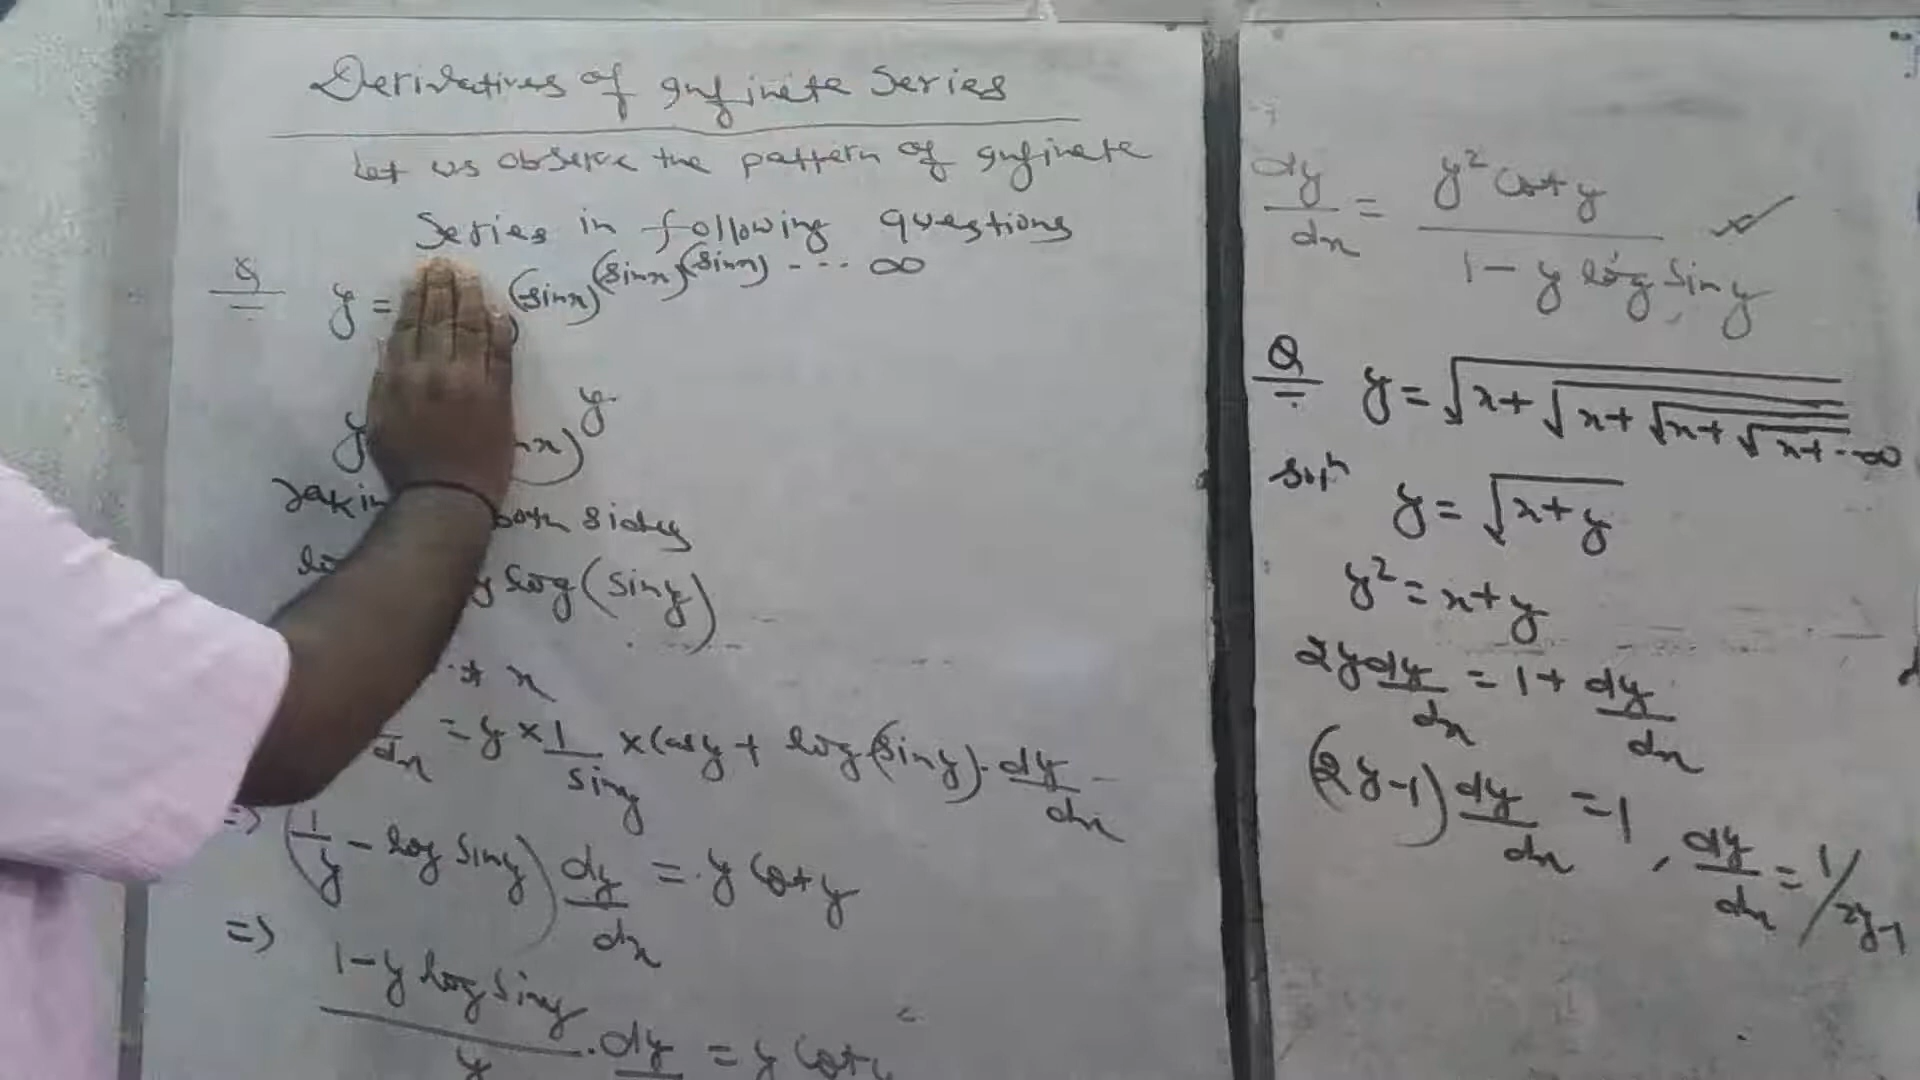 Derivatives of Infinite Series
Let us observe the pattern of Infinite
Series in following questions
Q y = (sinx)^(sinx)^(sinx) ---- ∞
y nx)^y
Takin both sides
y log(siny)
x
dx = y × 1/siny × cosy + log(siny). dy/dx
=> (1/y - log siny) dy/dx = y coty
=> (1 - y log siny)/y . dy = y cot
dy/dx = y² cot y / (1 - y log siny)
Q y = √x+√x+√x+√x+--∞
Solⁿ y = √x+y
y² = x+y
2y dy/dx = 1 + dy/dx
(2y-1) dy/dx = 1, dy/dx = 1/2y-1